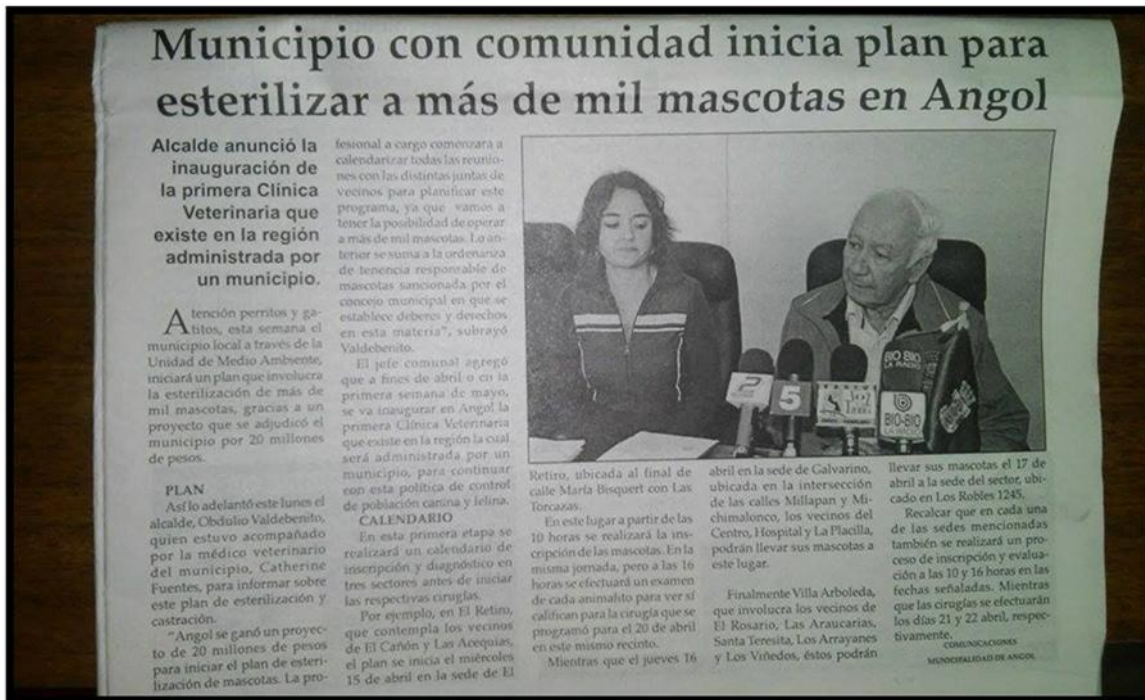 Municipio con comunidad inicia plan para
esterilizar a más de mil mascotas en Angol
Alcalde anunció la
inauguración de
la primera Clínica
Veterinaria que
existe en la región
administrada por
un municipio.
Atención perritos y ga-
titos, esta semana el
municipio local a través de la
Unidad de Medio Ambiente,
iniciará un plan que involucra
la esterilización de más de
mil mascotas, gracias a un
proyecto que se adjudicó el
municipio por 20 millones
de pesos.
PLAN
Así lo adelantó este lunes el
alcalde, Obdulio Valdebenito,
quien estuvo acompañado
por la médico veterinario
del municipio, Catherine
Fuentes, para informar sobre
este plan de esterilización y
castración.
"Angol se ganó un proyec-
to de 20 millones de pesos
para iniciar el plan de esteri-
lización de mascotas. La pro-
fesional a cargo comenzará a
calendarizar todas las reunio-
nes con las distintas juntas de
vecinos para planificar este
programa, ya que vamos a
tener la posibilidad de operar
a más de mil mascotas. Lo an-
terior se suma a la ordenanza
de tenencia responsable de
mascotas sancionada por el
concejo municipal en que se
establece deberes y derechos
en esta materia", subrayó
Valdebenito.
El jefe comunal agregó
que a fines de abril o en la
primera semana de mayo,
se va inaugurar en Angol la
primera Clínica Veterinaria
que existe en la región la cual
será administrada por un
municipio, para continuar
con esta política de control
de población canina y felina.
CALENDARIO
En esta primera etapa se
realizará un calendario de
inscripción y diagnóstico en
tres sectores antes de iniciar
las respectivas cirugías.
Por ejemplo, en El Retiro,
que contempla los vecinos
de El Cañón y Las Acequias,
el plan se inicia el miércoles
15 de abril en la sede de El
Retiro, ubicada al final de
calle María Bisquert con Las
Torcazas.
En este lugar a partir de las
10 horas se realizará la ins-
cripción de las mascotas. En la
misma jornada, pero a las 16
horas se efectuará un examen
de cada animalito para ver si
califican para la cirugía que se
programó para el 20 de abril
en este mismo recinto.
Mientras que el jueves 16
abril en la sede de Galvarino,
ubicada en la intersección
de las calles Millapan y Mi-
chimalonco, los vecinos del
Centro, Hospital y La Placilla,
podrán llevar sus mascotas a
este lugar.
Finalmente Villa Arboleda,
que involucra los vecinos de
El Rosario, Las Araucarias,
Santa Teresita, Los Arrayanes
y Los Viñedos, éstos podrán
llevar sus mascotas el 17 de
abril a la sede del sector, ubi-
cado en Los Robles 1245.
Recalcar que en cada una
de las sedes mencionadas
también se realizará un pro-
ceso de inscripción y evalua-
ción a las 10 y 16 horas en las
fechas señaladas. Mientras
que las cirugías se efectuarán
los días 21 y 22 abril, respec-
tivamente.
COMUNICACIONES
MUNICIPALIDAD DE ANGOL
5
BIO BIO
LA RADIO
BIO-BIO
LA RADIO